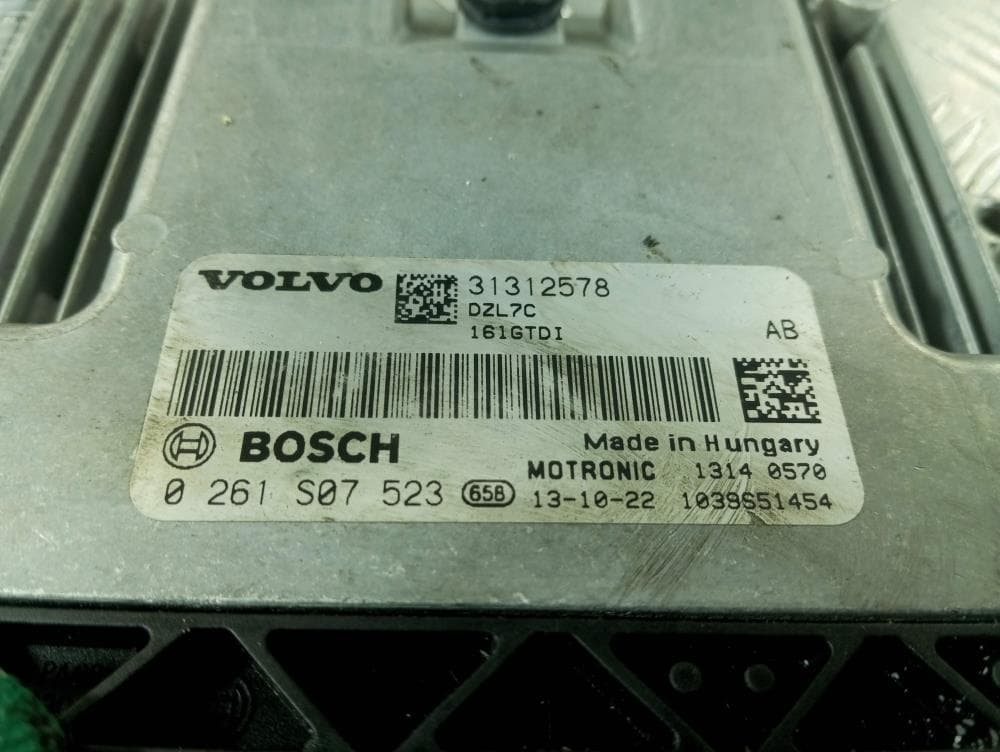 VOLVO 31312578
DZL7C
161GTDI AB
BOSCH Made in Hungary
MOTRONIC 1314 0570
0 261 S07 523 658 13-10-22 1039S51454